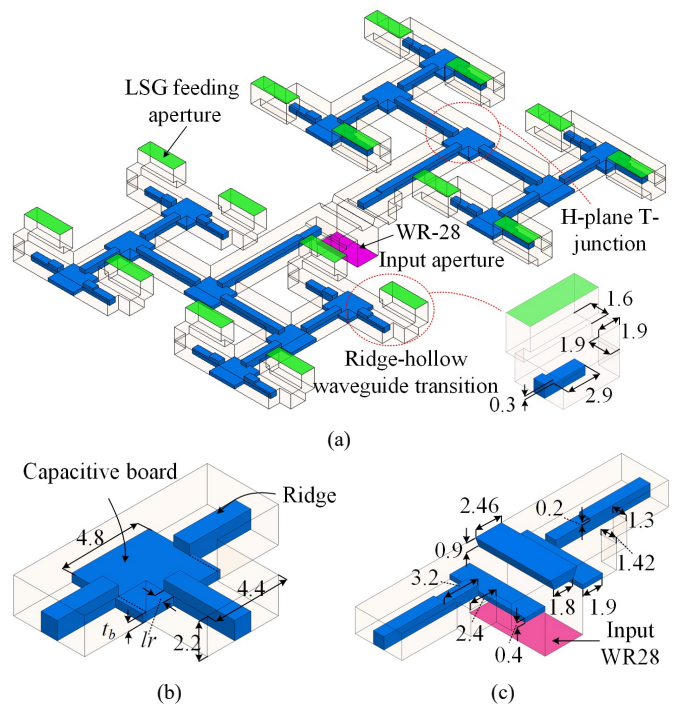 LSG feeding
aperture
WR-28
Input aperture
H-plane T-
junction
Ridge-hollow
waveguide transition
1.6
1.9
1.9
0.3
2.9
(a)
Capacitive board
Ridge
4.8
4.4
t_b
lr
2.2
(b)
2.46
0.2
1.3
0.9
1.42
3.2
1.8
1.9
2.4
0.4
Input
WR28
(c)